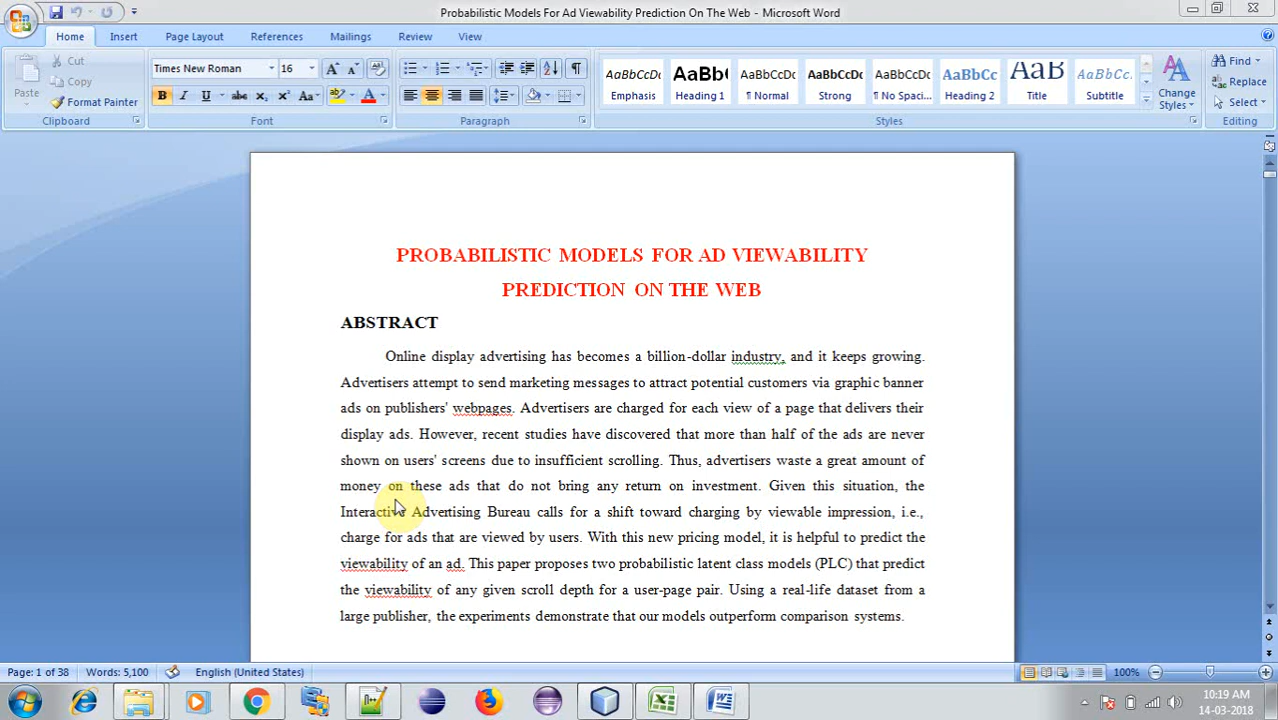 Probabilistic Models For Ad Viewability Prediction On The Web - Microsoft Word
Home Insert Page Layout References Mailings Review View
Paste
Cut
Copy
Format Painter
Clipboard
Times New Roman 16
B I U abc x₂ x² Aa
Font
Paragraph
AaBbCcDc AaBb( AaBbCcDc AaBbCcDc AaBbCcDc AaBbCc AaBb AaBbCc
Emphasis Heading 1 ¶ Normal Strong ¶ No Spaci... Heading 2 Title Subtitle
Change Styles
Styles
Find
Replace
Select
Editing
PROBABILISTIC MODELS FOR AD VIEWABILITY
PREDICTION ON THE WEB
ABSTRACT
Online display advertising has becomes a billion-dollar industry, and it keeps growing.
Advertisers attempt to send marketing messages to attract potential customers via graphic banner
ads on publishers' webpages. Advertisers are charged for each view of a page that delivers their
display ads. However, recent studies have discovered that more than half of the ads are never
shown on users' screens due to insufficient scrolling. Thus, advertisers waste a great amount of
money on these ads that do not bring any return on investment. Given this situation, the
Interactive Advertising Bureau calls for a shift toward charging by viewable impression, i.e.,
charge for ads that are viewed by users. With this new pricing model, it is helpful to predict the
viewability of an ad. This paper proposes two probabilistic latent class models (PLC) that predict
the viewability of any given scroll depth for a user-page pair. Using a real-life dataset from a
large publisher, the experiments demonstrate that our models outperform comparison systems.
Page: 1 of 38 Words: 5,100 English (United States) 100%
10:19 AM
14-03-2018